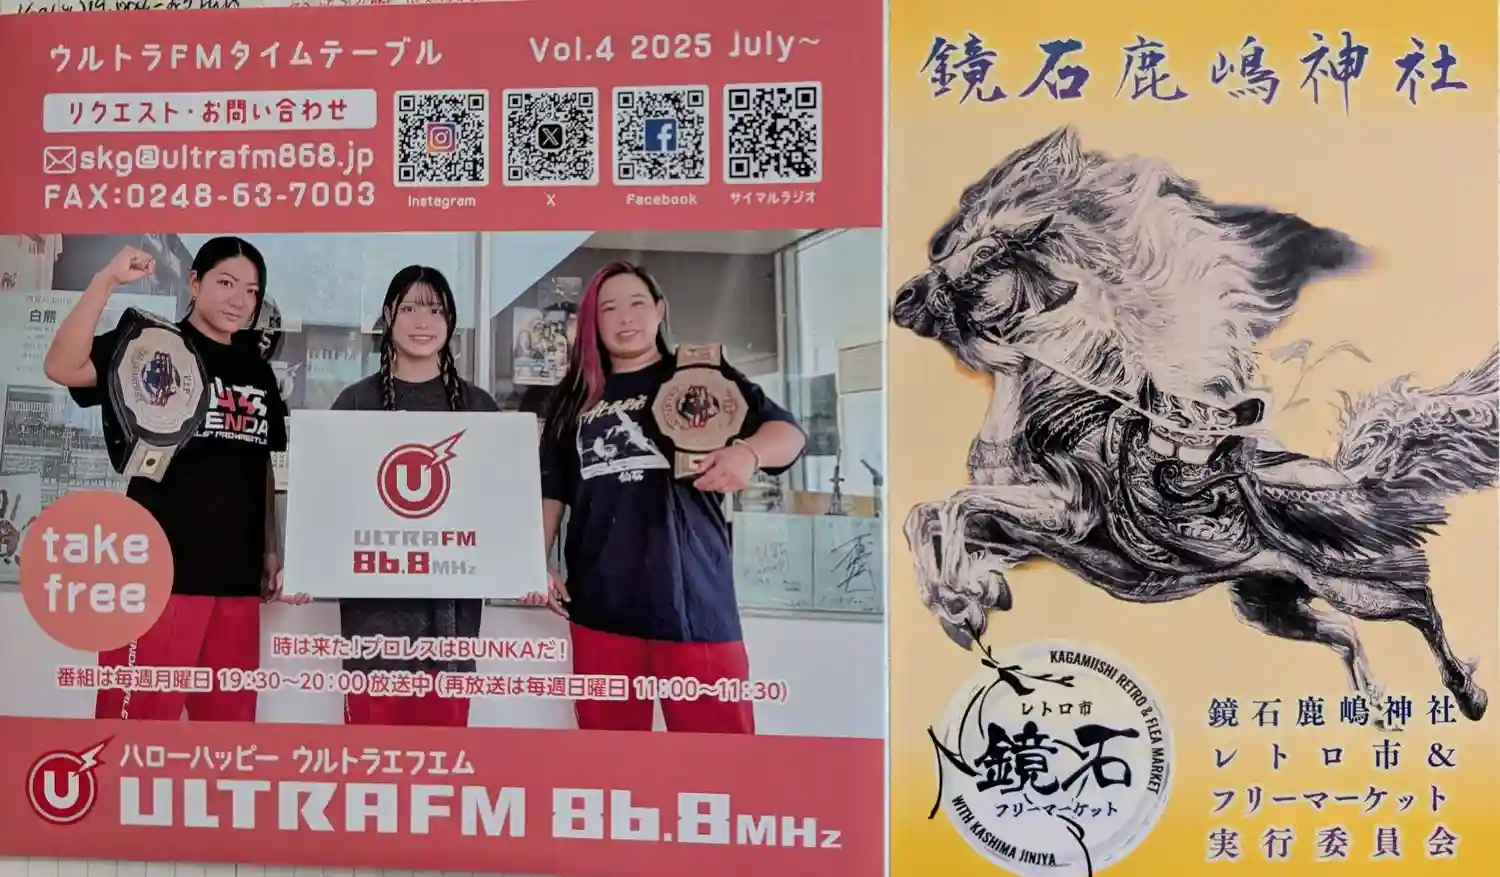 ウルトラFMタイムテーブル
Vol.4 2025 July~
リクエスト・お問い合わせ
skg@ultrafm868.jp
FAX:0248-63-7003
Instagram
X
Facebook
サイマルラジオ
白熊
take
free
U
ULTRAFM
86.8MHz
時は来た!プロレスはBUNKAだ!
番組は毎週月曜日 19:30~20:00 放送中 (再放送は毎週日曜日 11:00~11:30)
U
ハローハッピー ウルトラエフエム
ULTRAFM 86.8MHz
鏡石鹿嶋神社
KAGAMIISHI RETRO & FLEA MARKET
レトロ市
鏡石
フリーマーケット
WITH KASHIMA JINJYA
鏡石鹿嶋神社
レトロ市&
フリーマーケット
実行委員会